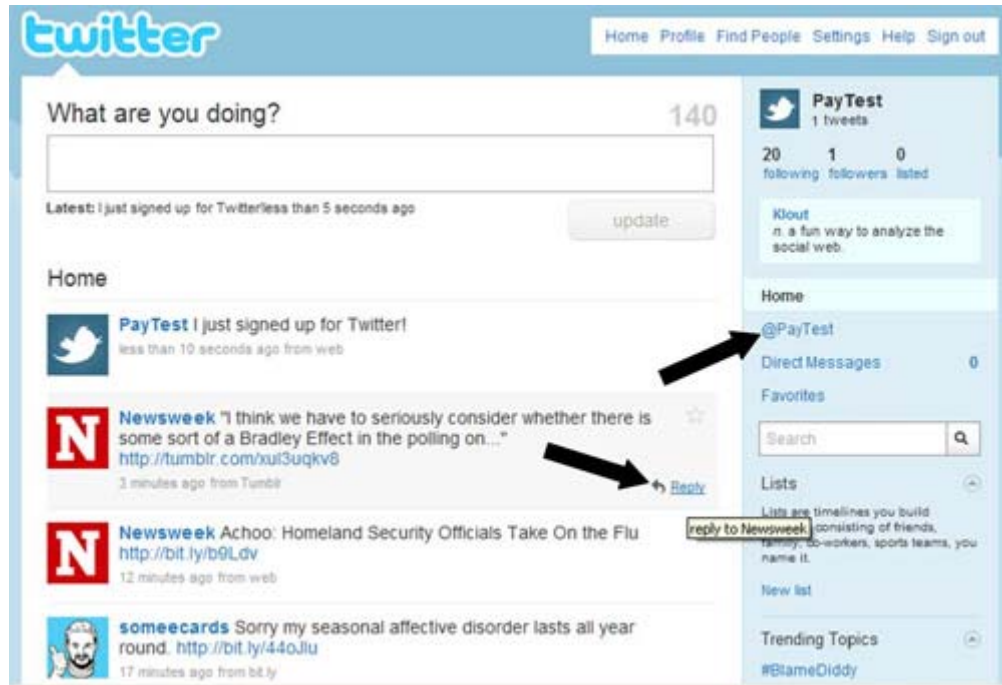 twitter
Home Profile Find People Settings Help Sign out
What are you doing?
140
Latest: I just signed up for Twitter!less than 5 seconds ago
update
Home
PayTest I just signed up for Twitter!
less than 10 seconds ago from web
Newsweek "I think we have to seriously consider whether there is
some sort of a Bradley Effect in the polling on..."
http://tumblr.com/xul3uqkv8
3 minutes ago from Tumblr
Reply
reply to Newsweek
Newsweek Achoo: Homeland Security Officials Take On the Flu
http://bit.ly/b9Ldv
12 minutes ago from web
someecards Sorry my seasonal affective disorder lasts all year
round. http://bit.ly/44oJlu
17 minutes ago from bit.ly
PayTest
1 tweets
20 1 0
following followers listed
Klout
n. a fun way to analyze the
social web.
Home
@PayTest
Direct Messages 0
Favorites
Search
Lists
Lists are timelines you build
consisting of friends,
family, co-workers, sports teams, you
name it.
New list
Trending Topics
#BlameDiddy